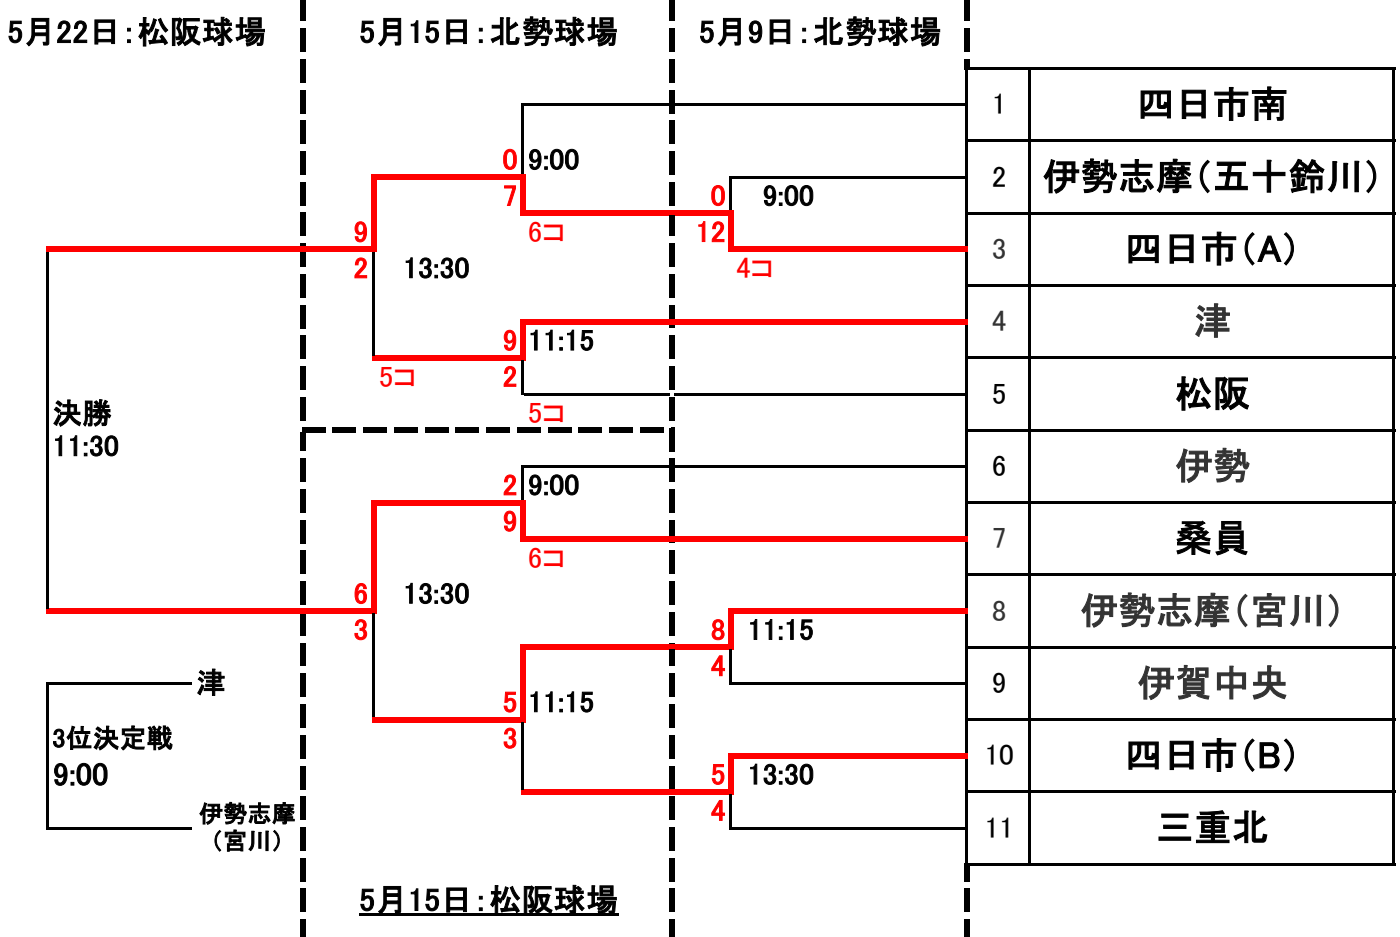 5月22日：松阪球場
5月15日：北勢球場
5月9日：北勢球場
1 四日市南
2 伊勢志摩（五十鈴川）
3 四日市（A）
4 津
5 松阪
6 伊勢
7 桑員
8 伊勢志摩（宮川）
9 伊賀中央
10 四日市（B）
11 三重北
0
9:00
7
6コ
0
9:00
12
4コ
9
2
13:30
9
11:15
2
5コ
5コ
決勝
11:30
2
9:00
9
6コ
6
13:30
3
8
11:15
4
5
11:15
3
5
13:30
4
津
3位決定戦
9:00
伊勢志摩
（宮川）
5月15日：松阪球場